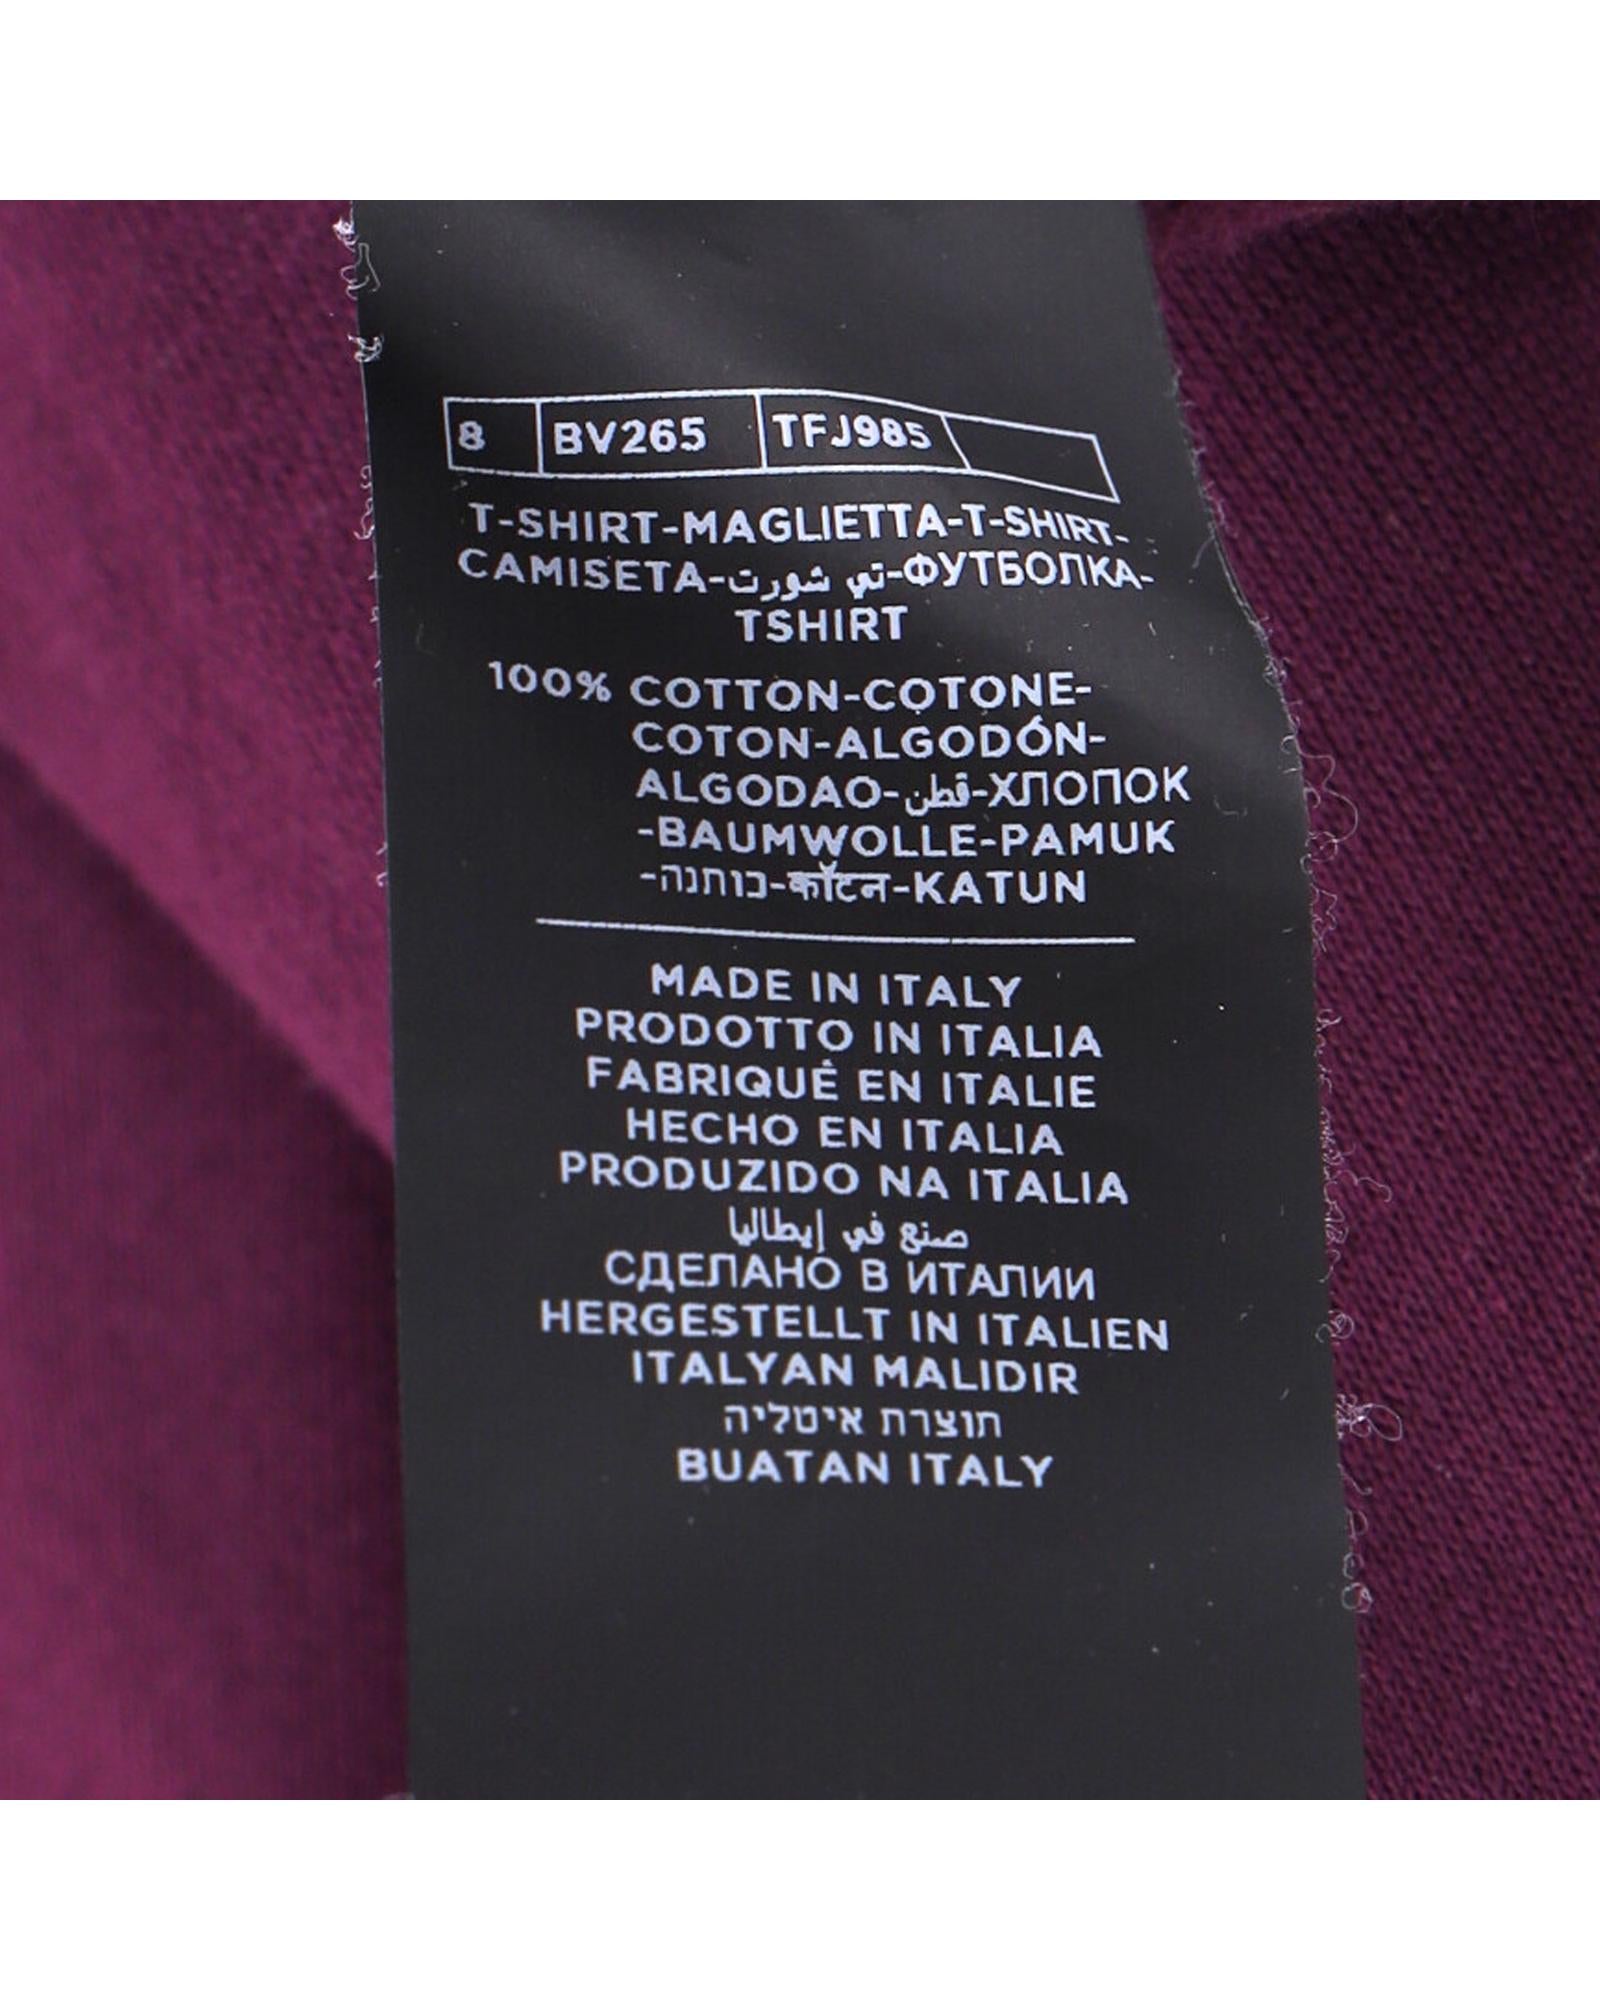 8 BV265 TFJ985
T-SHIRT-MAGLIETTA-T-SHIRT-
CAMISETA-تي شورت-ФУТБОЛКА-
TSHIRT
100% COTTON-COTONE-
COTON-ALGODÓN-
ALGODAO-قطن-ХЛОПОК
-BAUMWOLLE-PAMUK
-כותנה-कॉटन-KATUN
MADE IN ITALY
PRODOTTO IN ITALIA
FABRIQUÉ EN ITALIE
HECHO EN ITALIA
PRODUZIDO NA ITALIA
صنع في إيطاليا
СДЕЛАНО В ИТАЛИИ
HERGESTELLT IN ITALIEN
ITALYAN MALIDIR
תוצרת איטליה
BUATAN ITALY